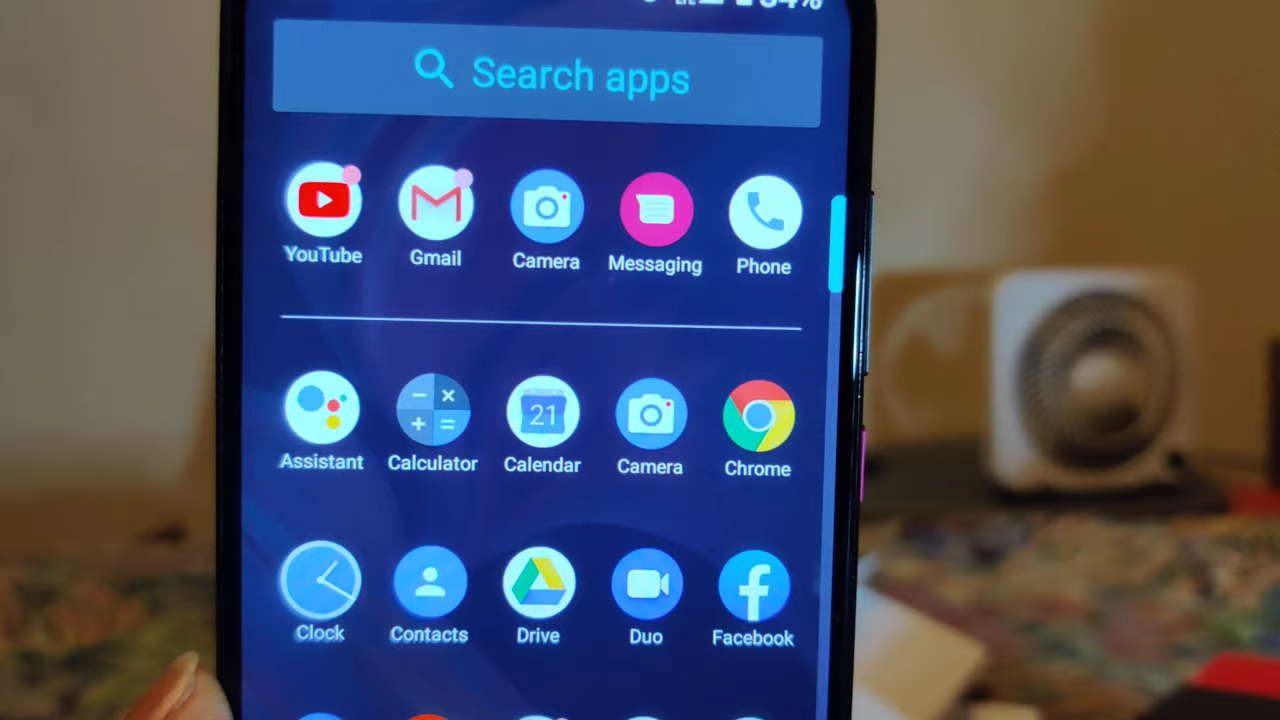 Search apps
YouTube Gmail Camera Messaging Phone
21
Assistant Calculator Calendar Camera Chrome
Clock Contacts Drive Duo Facebook